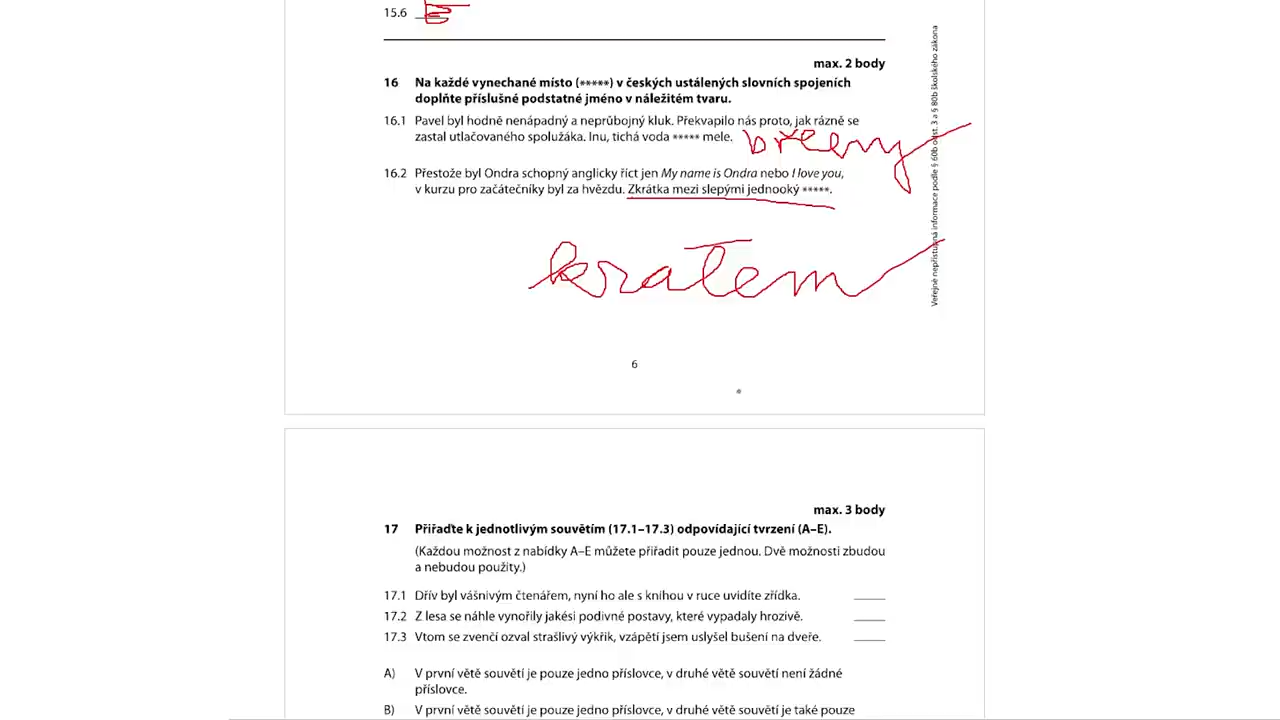 15.6 E
max. 2 body
16 Na každé vynechané místo (*****) v českých ustálených slovních spojeních
doplňte příslušné podstatné jméno v náležitém tvaru.
16.1 Pavel byl hodně nenápadný a neprůbojný kluk. Překvapilo nás proto, jak rázně se
zastal utlačovaného spolužáka. Inu, tichá voda ***** mele.
břehy
16.2 Přestože byl Ondra schopný anglicky říct jen My name is Ondra nebo I love you,
v kurzu pro začátečníky byl za hvězdu. Zkrátka mezi slepými jednooký *****.
králem
6
Veřejně nepřístupná informace podle § 60b odst. 3 a § 80b školského zákona
max. 3 body
17 Přiřaďte k jednotlivým souvětím (17.1–17.3) odpovídající tvrzení (A–E).
(Každou možnost z nabídky A–E můžete přiřadit pouze jednou. Dvě možnosti zbudou
a nebudou použity.)
17.1 Dřív byl vášnivým čtenářem, nyní ho ale s knihou v ruce uvidíte zřídka.
17.2 Z lesa se náhle vynořily jakési podivné postavy, které vypadaly hrozivě.
17.3 Vtom se zvenčí ozval strašlivý výkřik, vzápětí jsem uslyšel bušení na dveře.
A) V první větě souvětí je pouze jedno příslovce, v druhé větě souvětí není žádné
příslovce.
B) V první větě souvětí je pouze jedno příslovce, v druhé větě souvětí je také pouze